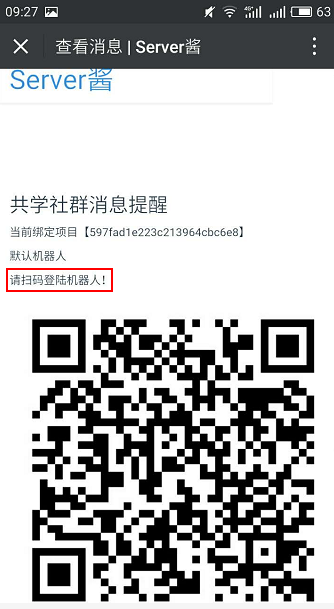 09:27 4G 63
查看消息 | Server酱
Server酱
共学社群消息提醒
当前绑定项目【597fad1e223c213964cbc6e8】
默认机器人
请扫码登陆机器人！